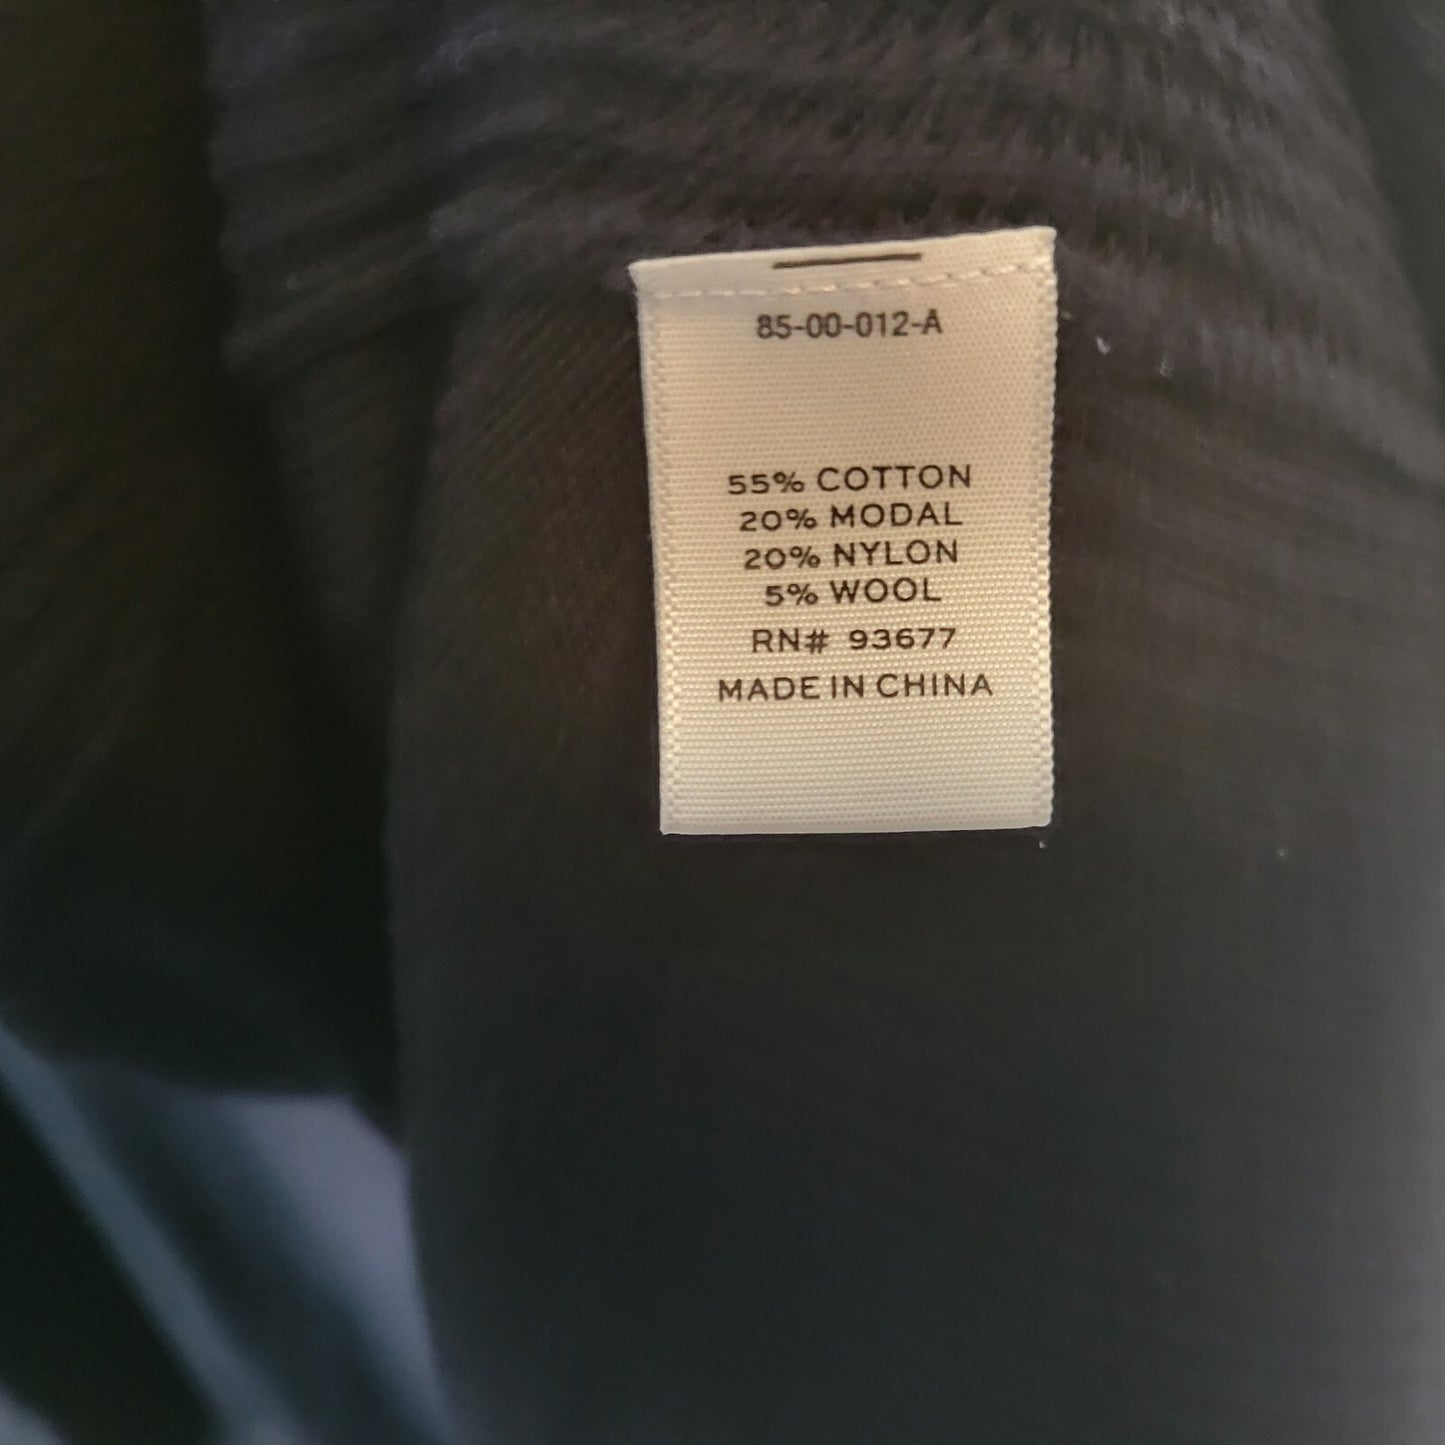 85-00-012-A
55% COTTON
20% MODAL
20% NYLON
5% WOOL
RN# 93677
MADE IN CHINA